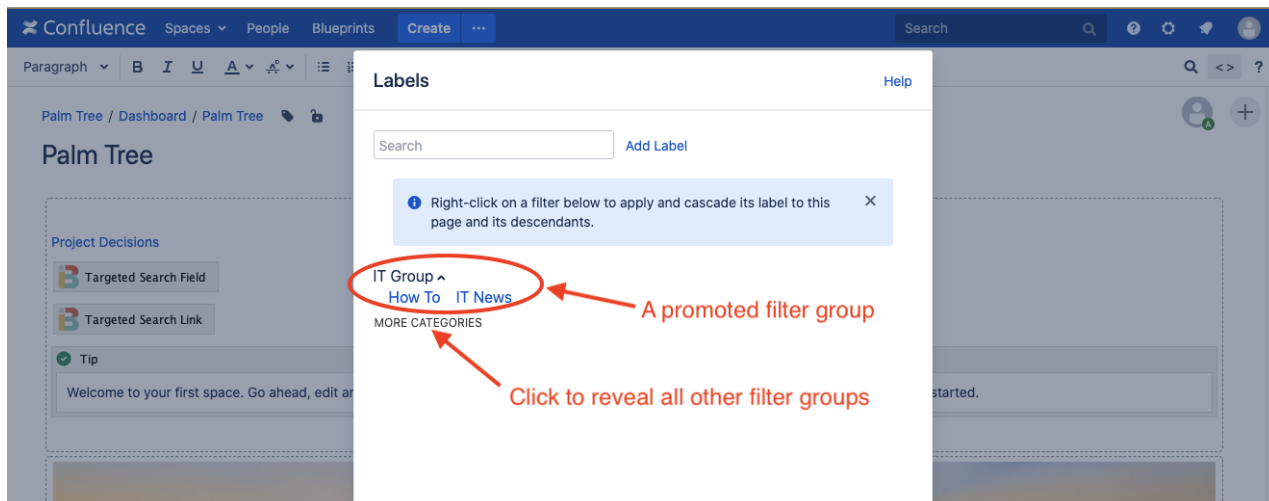 Confluence Spaces People Blueprints Create ··· Search
Paragraph B I U A
Labels
Help
Palm Tree / Dashboard / Palm Tree
Palm Tree
Search
Add Label
Right-click on a filter below to apply and cascade its label to this
page and its descendants.
Project Decisions
Targeted Search Field
Targeted Search Link
IT Group
How To IT News
MORE CATEGORIES
A promoted filter group
Click to reveal all other filter groups
Tip
Welcome to your first space. Go ahead, edit ar
started.